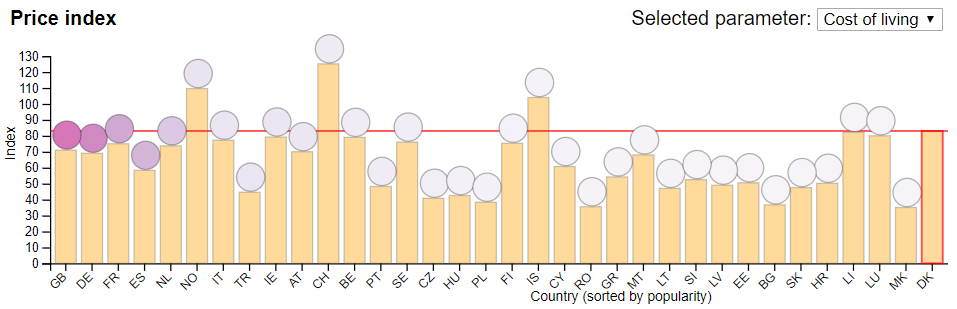 Price index
Selected parameter: Cost of living ▼
130
120
110
100
90
80
70
60
50
40
30
20
10
0
Index
GB DE FR ES NL NO IT TR IE AT CH BE PT SE CZ HU PL FI IS CY RO GR MT LT SI LV EE BG SK HR LI LU MK DK
Country (sorted by popularity)